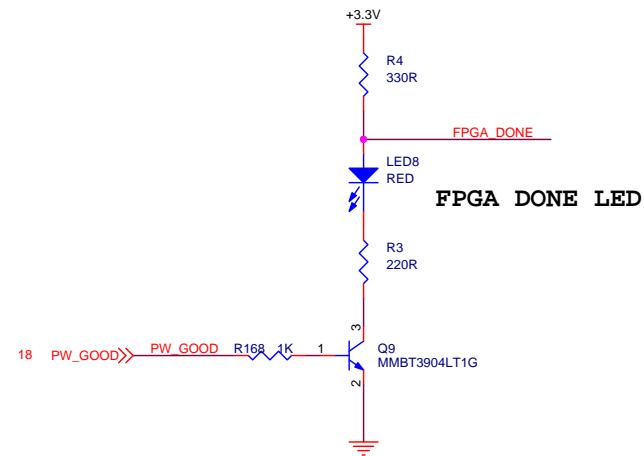 +3.3V
R4
330R
FPGA_DONE
LED8
RED
FPGA DONE LED
R3
220R
3
18 PW_GOOD PW_GOOD R168 1K 1 Q9
MMBT3904LT1G
2